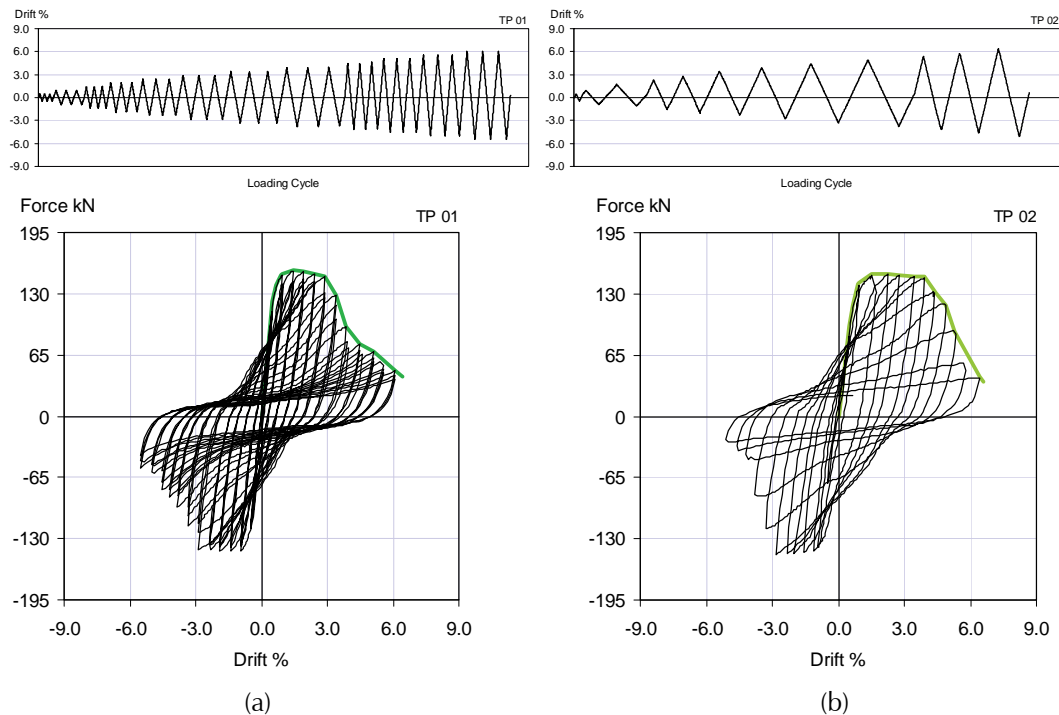 Drift %
TP 01
9.0
6.0
3.0
0.0
-3.0
-6.0
-9.0
Loading Cycle
Force kN
TP 01
195
130
65
0
-65
-130
-195
-9.0 -6.0 -3.0 0.0 3.0 6.0 9.0
Drift %
(a)
Drift %
TP 02
9.0
6.0
3.0
0.0
-3.0
-6.0
-9.0
Loading Cycle
Force kN
TP 02
195
130
65
0
-65
-130
-195
-9.0 -6.0 -3.0 0.0 3.0 6.0 9.0
Drift %
(b)